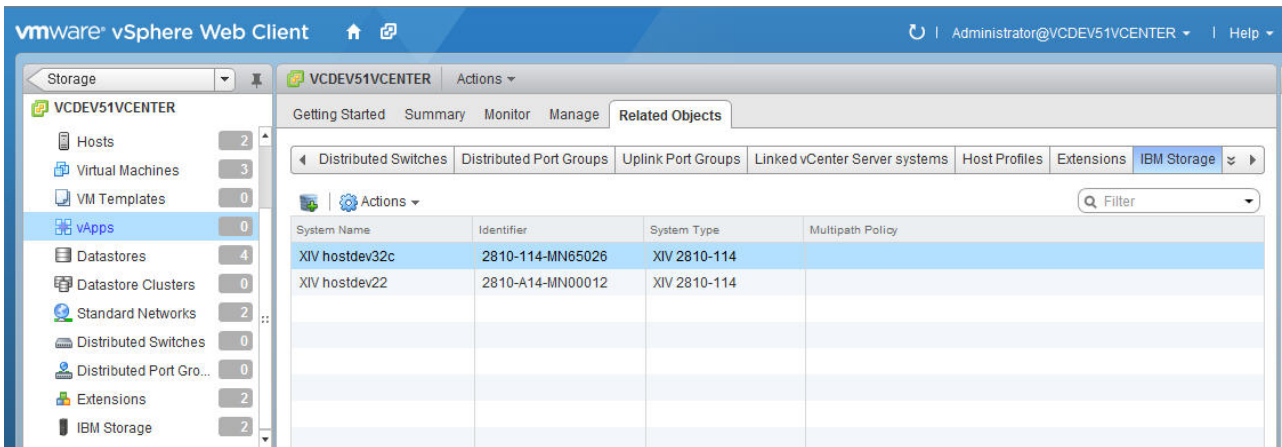 vmware® vSphere Web Client
Administrator@VCDEV51VCENTER
Help
Storage
VCDEV51VCENTER
Hosts 2
Virtual Machines 3
VM Templates 0
vApps 0
Datastores 4
Datastore Clusters 0
Standard Networks 2
Distributed Switches 0
Distributed Port Gro... 0
Extensions 2
IBM Storage 2
VCDEV51VCENTER Actions
Getting Started Summary Monitor Manage Related Objects
Distributed Switches Distributed Port Groups Uplink Port Groups Linked vCenter Server systems Host Profiles Extensions IBM Storage
Actions Filter
System Name Identifier System Type Multipath Policy
XIV hostdev32c 2810-114-MN65026 XIV 2810-114
XIV hostdev22 2810-A14-MN00012 XIV 2810-114